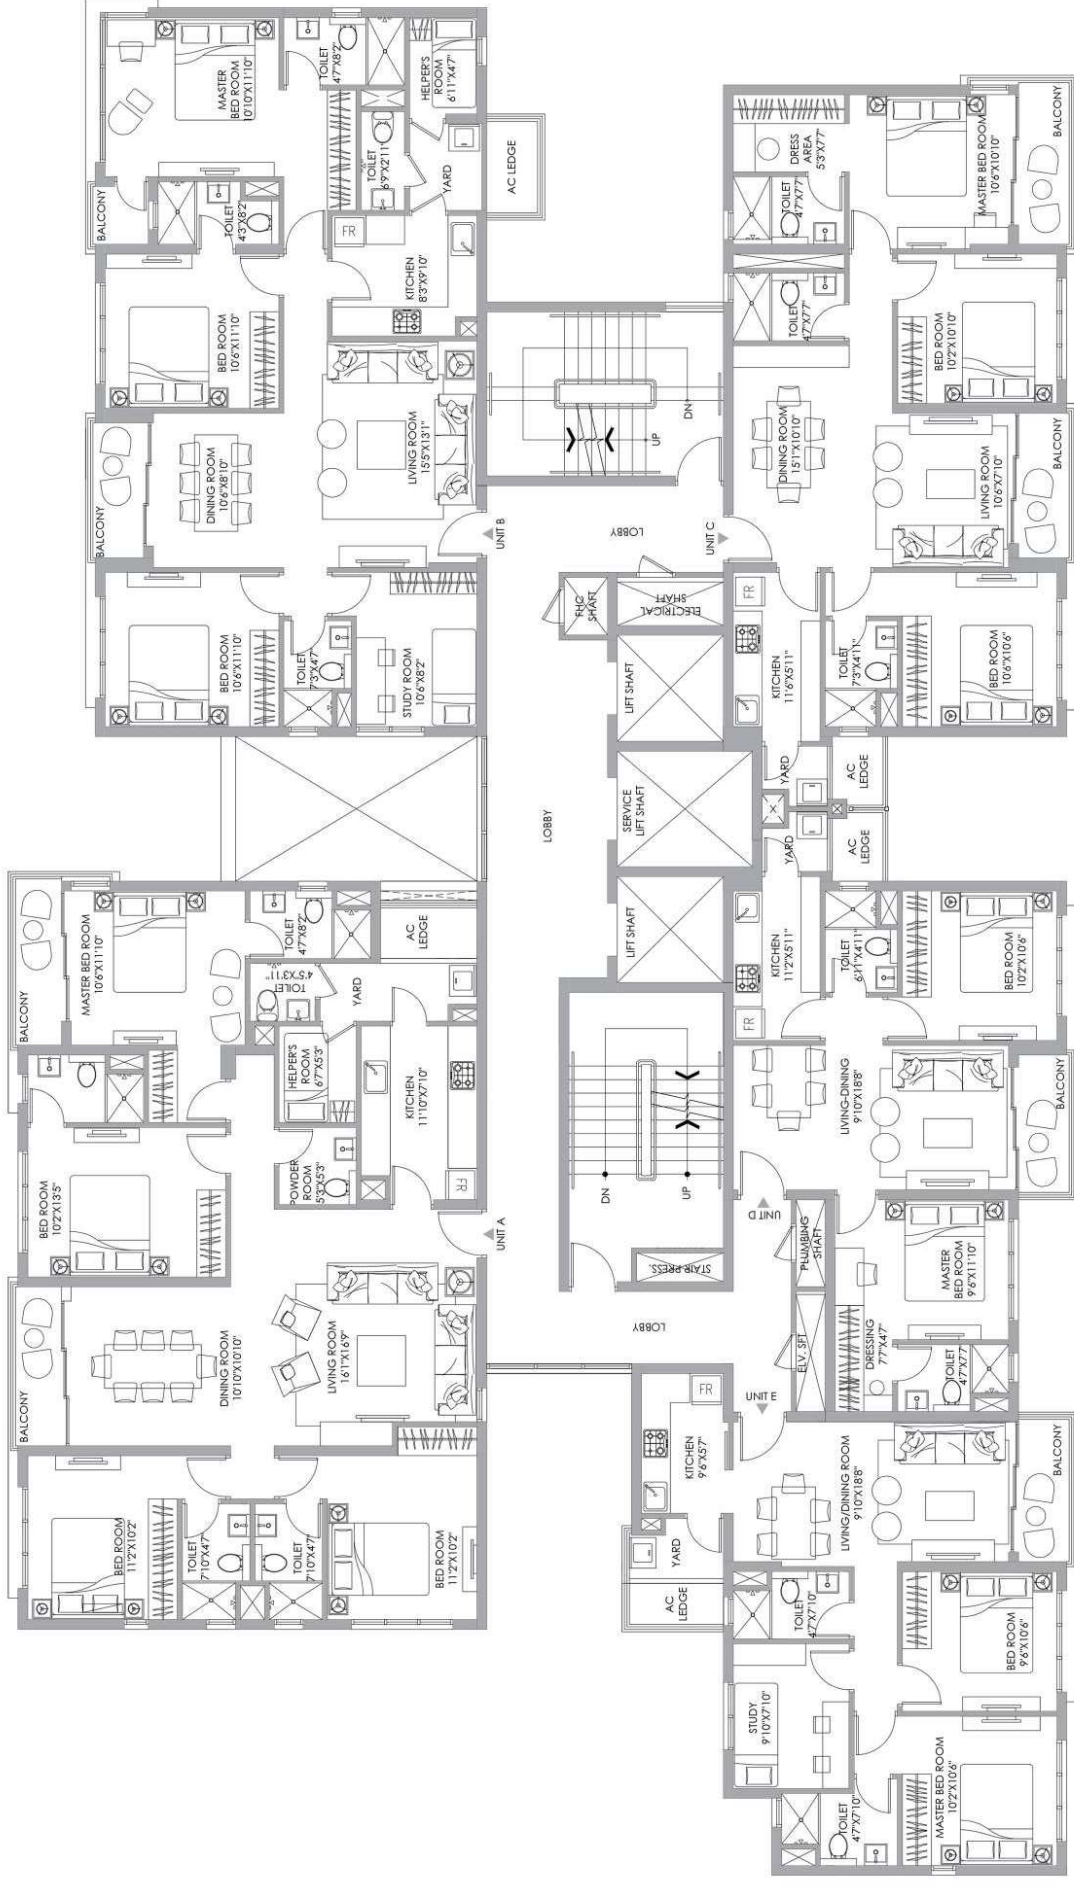 MASTER
BED ROOM
10'10"X11'10"
TOILET
4'7"X8'2"
HELPER'S
ROOM
6'11"X4'7"
BALCONY
TOILET
4'3"X8'2"
TOILET
6'9"X2'11"
YARD
AC LEDGE
FR
KITCHEN
8'3"X9'10"
BED ROOM
10'6"X11'10"
BALCONY
DINING ROOM
10'6"X8'10"
LIVING ROOM
15'5"X13'1"
UNIT B
BED ROOM
10'6"X11'10"
TOILET
7'3"X4'7"
STUDY ROOM
10'6"X8'2"
DN
UP
LOBBY
UNIT C
DRESS
AREA
5'3"X7'7"
TOILET
4'7"X7'7"
MASTER BED ROOM
10'6"X10'10"
BALCONY
TOILET
4'7"X7'7"
BED ROOM
10'2"X10'10"
DINING ROOM
15'1"X10'10"
LIVING ROOM
10'6"X7'10"
BALCONY
FHC
SHAFT
ELECTRICAL
SHAFT
FR
KITCHEN
11'6"X5'11"
TOILET
7'3"X4'11"
BED ROOM
10'6"X10'6"
LIFT SHAFT
YARD
AC
LEDGE
LOBBY
SERVICE
LIFT SHAFT
YARD
AC
LEDGE
LIFT SHAFT
BALCONY
MASTER BED ROOM
10'6"X11'10"
TOILET
4'7"X8'2"
AC
LEDGE
TOILET
4'5"X3'11"
YARD
HELPER'S
ROOM
6'7"X5'3"
KITCHEN
11'10"X7'10"
POWDER
ROOM
5'3"X5'3"
FR
BED ROOM
10'2"X13'5"
UNIT A
BALCONY
DINING ROOM
10'10"X10'10"
LIVING ROOM
16'1"X16'9"
BED ROOM
11'2"X10'2"
TOILET
7'10"X4'7"
TOILET
7'10"X4'7"
BED ROOM
11'2"X10'2"
KITCHEN
11'2"X5'11"
FR
TOILET
6'11"X4'11"
BED ROOM
10'2"X10'6"
LIVING-DINING
9'10"X18'8"
BALCONY
DN
UP
UNIT D
STAIR PRESS.
PLUMBING
SHAFT
MASTER
BED ROOM
9'6"X11'10"
DRESSING
7'7"X4'7"
TOILET
4'7"X7'7"
LOBBY
ELV. SFT
UNIT E
FR
KITCHEN
9'6"X5'7"
LIVING/DINING ROOM
9'10"X18'8"
BALCONY
YARD
AC
LEDGE
TOILET
4'7"X7'10"
BED ROOM
9'6"X10'6"
STUDY
9'10"X7'10"
TOILET
4'7"X7'10"
MASTER BED ROOM
10'2"X10'6"